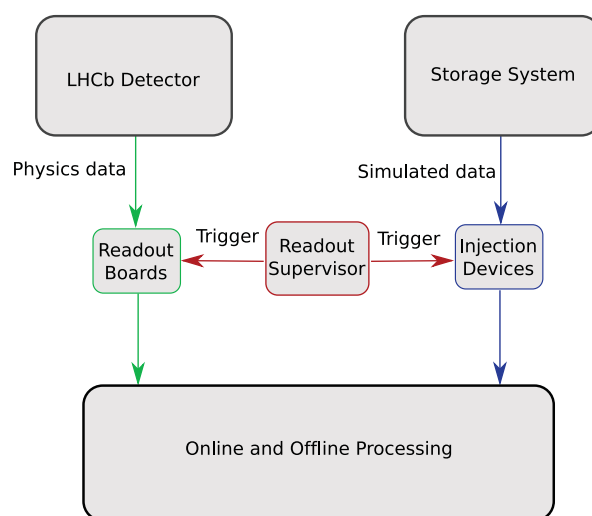 LHCb Detector
Storage System
Physics data
Simulated data
Trigger
Trigger
Readout
Boards
Readout
Supervisor
Injection
Devices
Online and Offline Processing